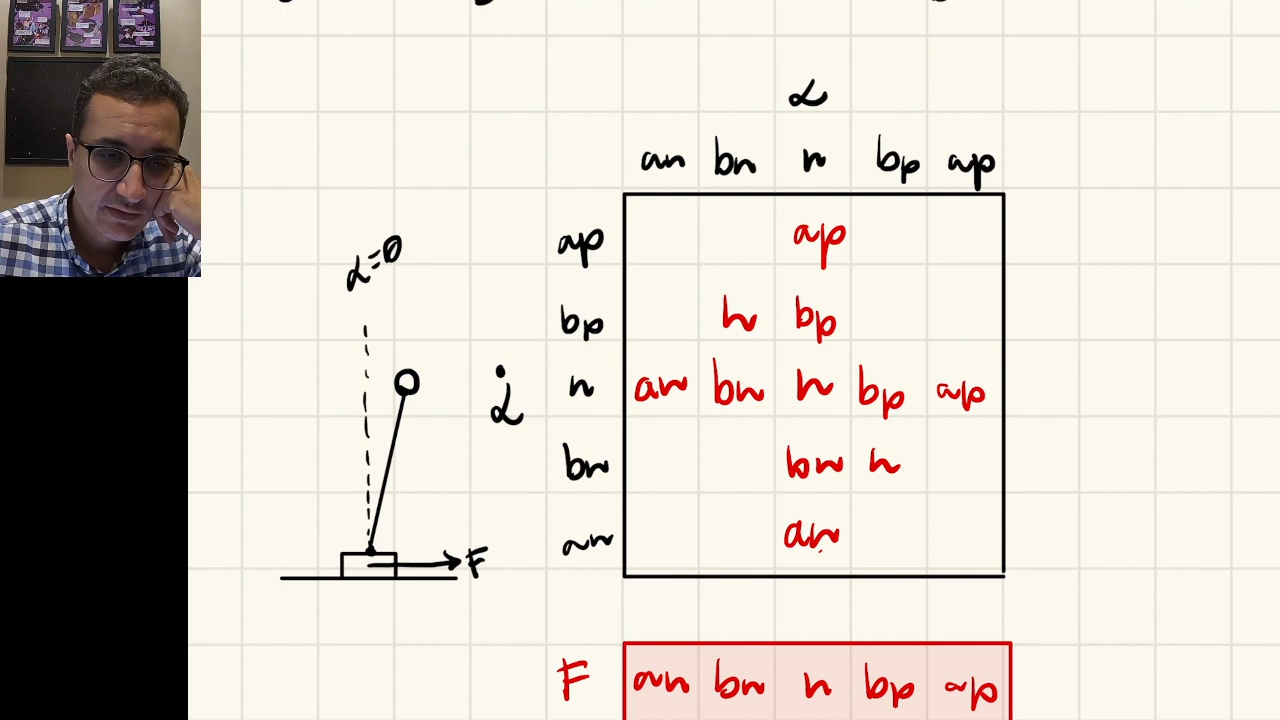 α
an bn n bp ap
ap ap
α=0
bp n bp
α̇ n an bn n bp ap
bn bn n
an an
F
F an bn n bp ap